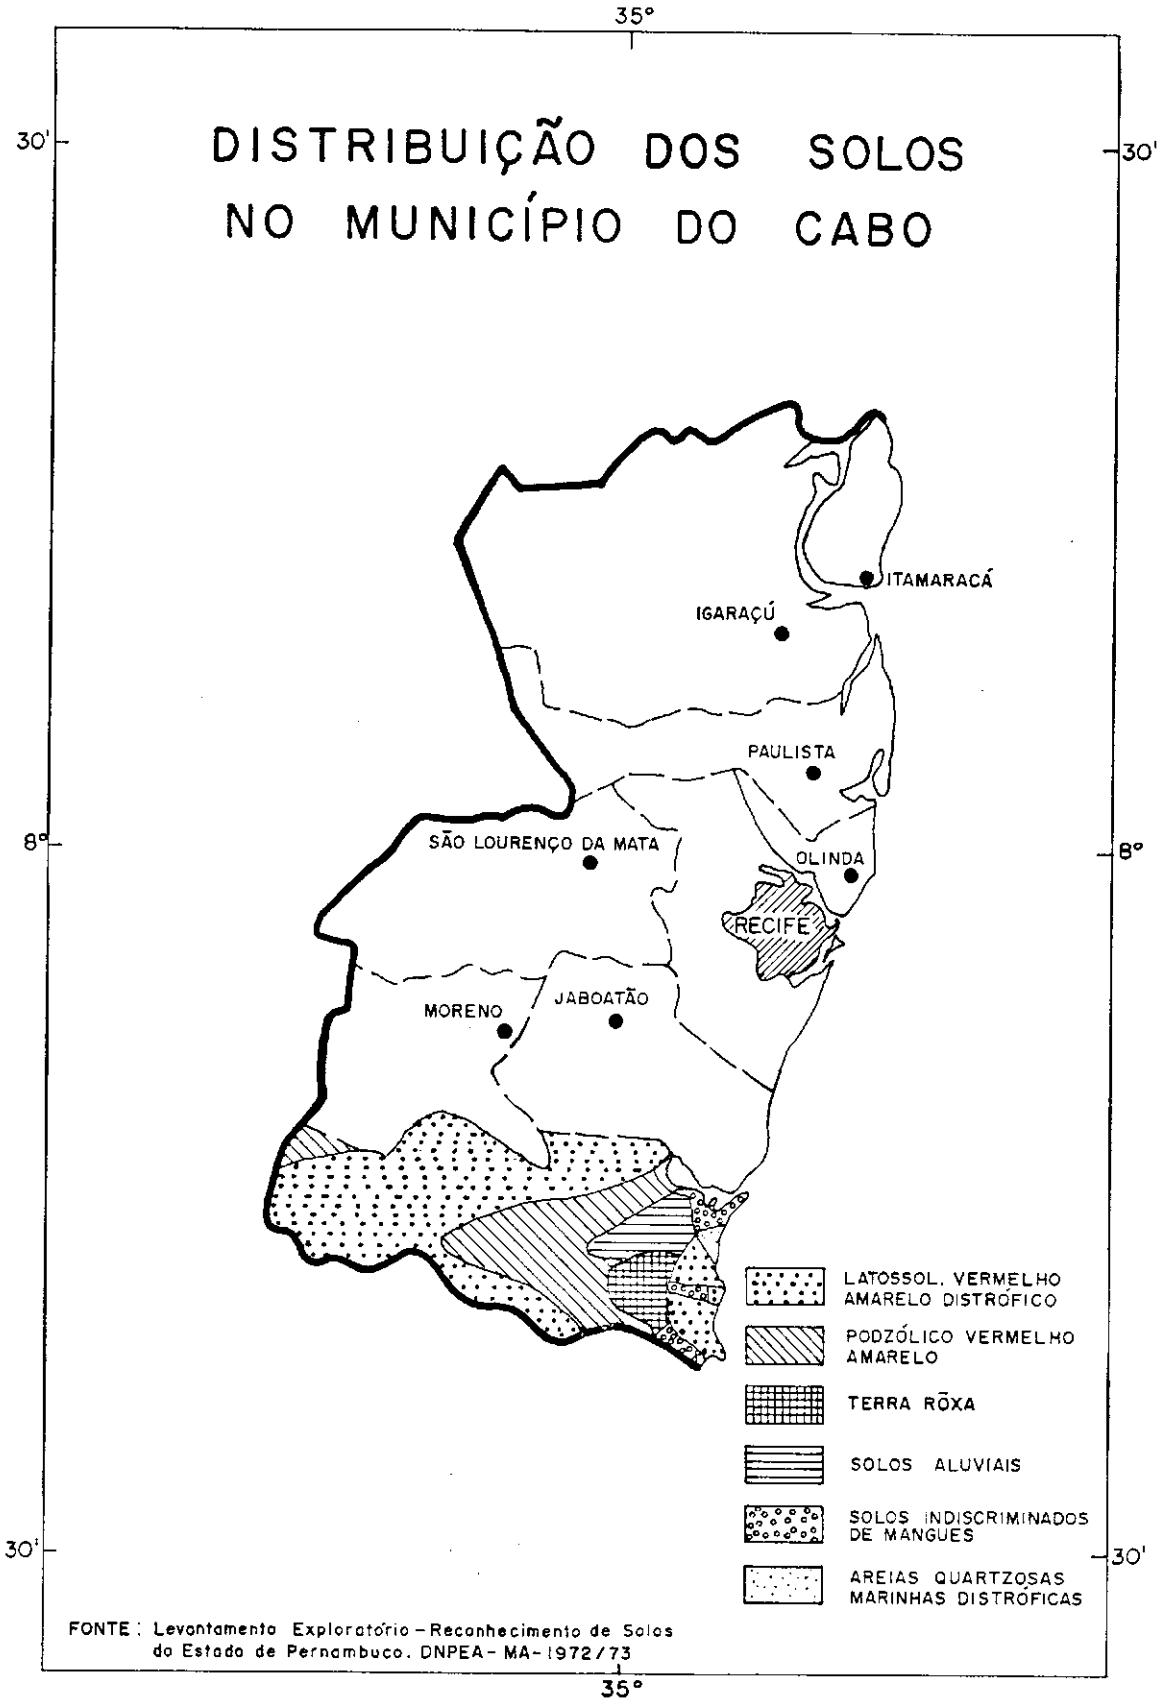 35°
30'
30'
DISTRIBUIÇÃO DOS SOLOS
NO MUNICÍPIO DO CABO
ITAMARACÁ
IGARAÇÚ
PAULISTA
8°
8°
SÃO LOURENÇO DA MATA
OLINDA
RECIFE
JABOATÃO
MORENO
LATOSSOL. VERMELHO
AMARELO DISTRÓFICO
PODZÓLICO VERMELHO
AMARELO
TERRA RÔXA
SOLOS ALUVIAIS
SOLOS INDISCRIMINADOS
DE MANGUES
30'
30'
AREIAS QUARTZOSAS
MARINHAS DISTRÓFICAS
FONTE: Levantamento Exploratório - Reconhecimento de Solos
do Estado de Pernambuco. DNPEA - MA - 1972/73
35°